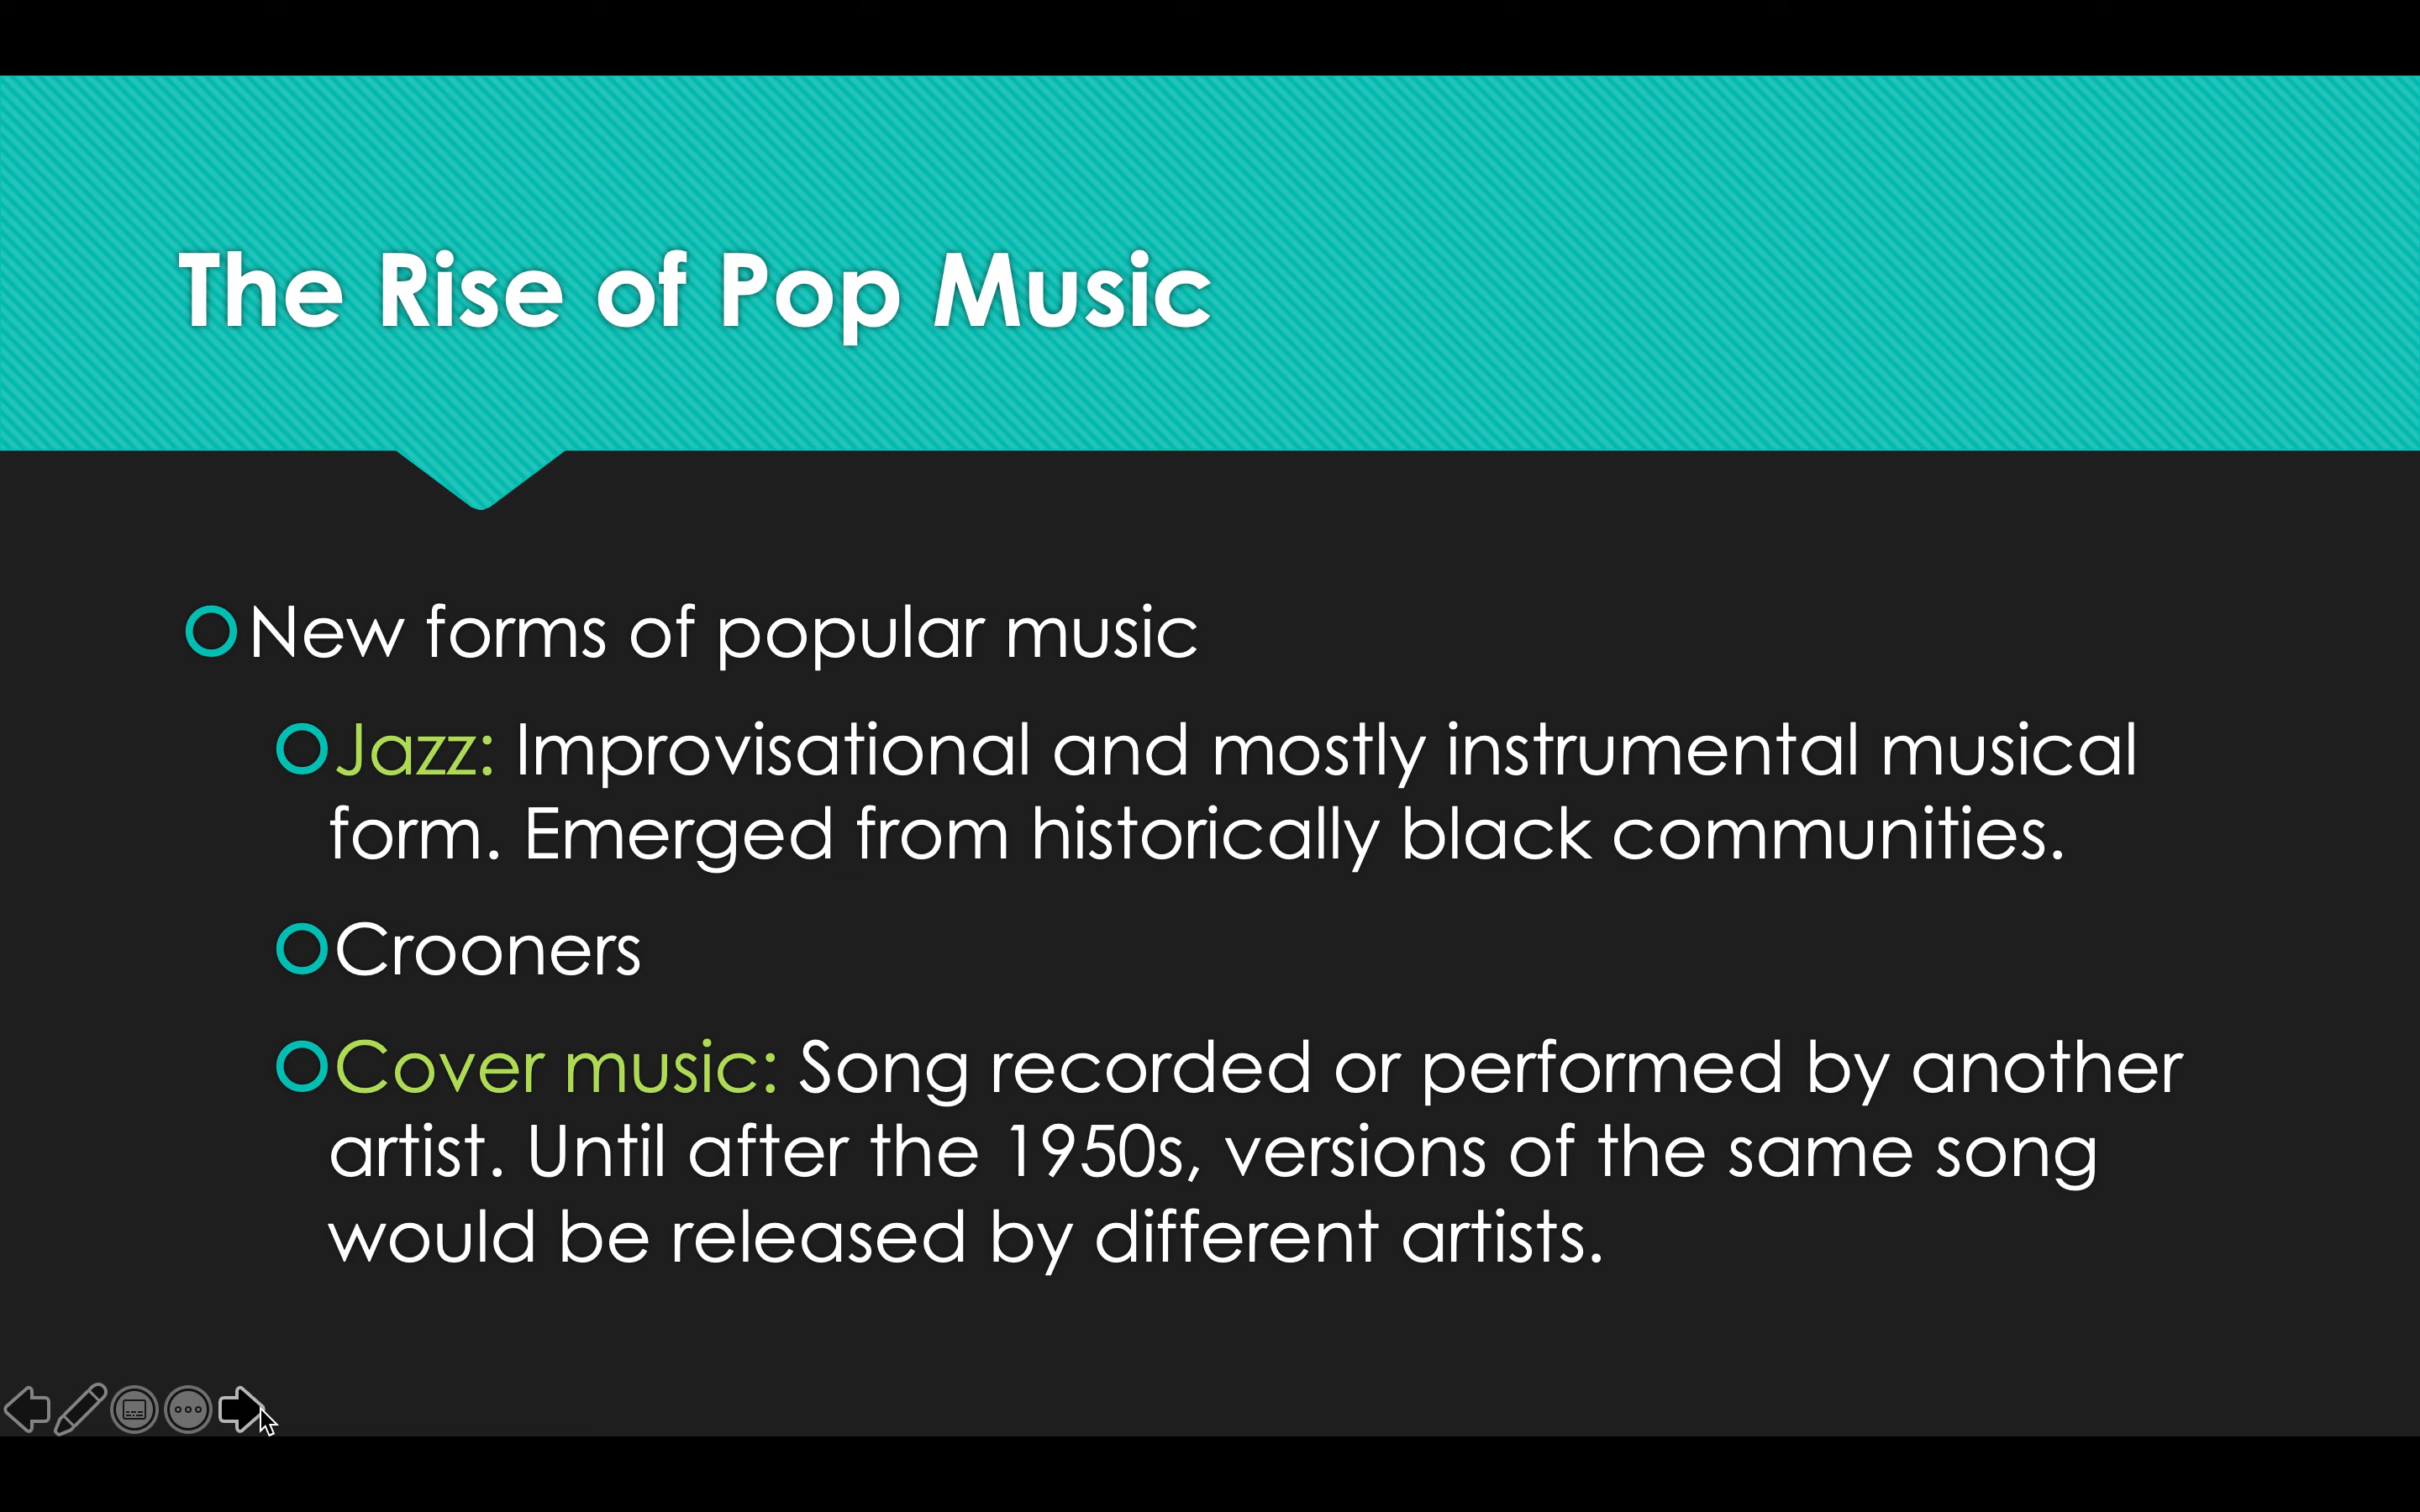 The Rise of Pop Music
New forms of popular music
Jazz: Improvisational and mostly instrumental musical
form. Emerged from historically black communities.
Crooners
Cover music: Song recorded or performed by another
artist. Until after the 1950s, versions of the same song
would be released by different artists.